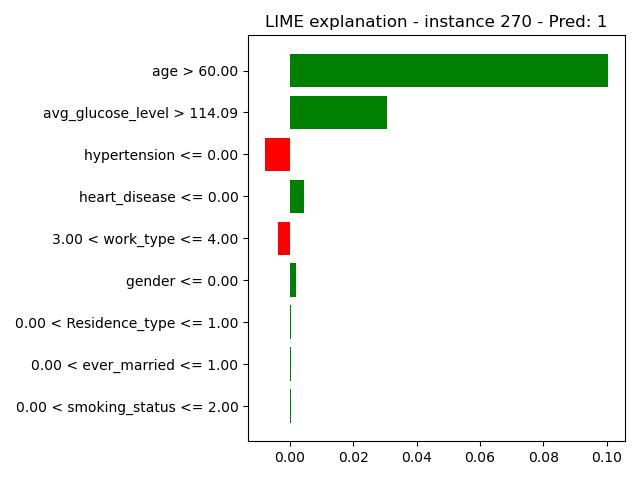 LIME explanation - instance 270 - Pred: 1
age > 60.00
avg_glucose_level > 114.09
hypertension <= 0.00
heart_disease <= 0.00
3.00 < work_type <= 4.00
gender <= 0.00
0.00 < Residence_type <= 1.00
0.00 < ever_married <= 1.00
0.00 < smoking_status <= 2.00
0.00 0.02 0.04 0.06 0.08 0.10